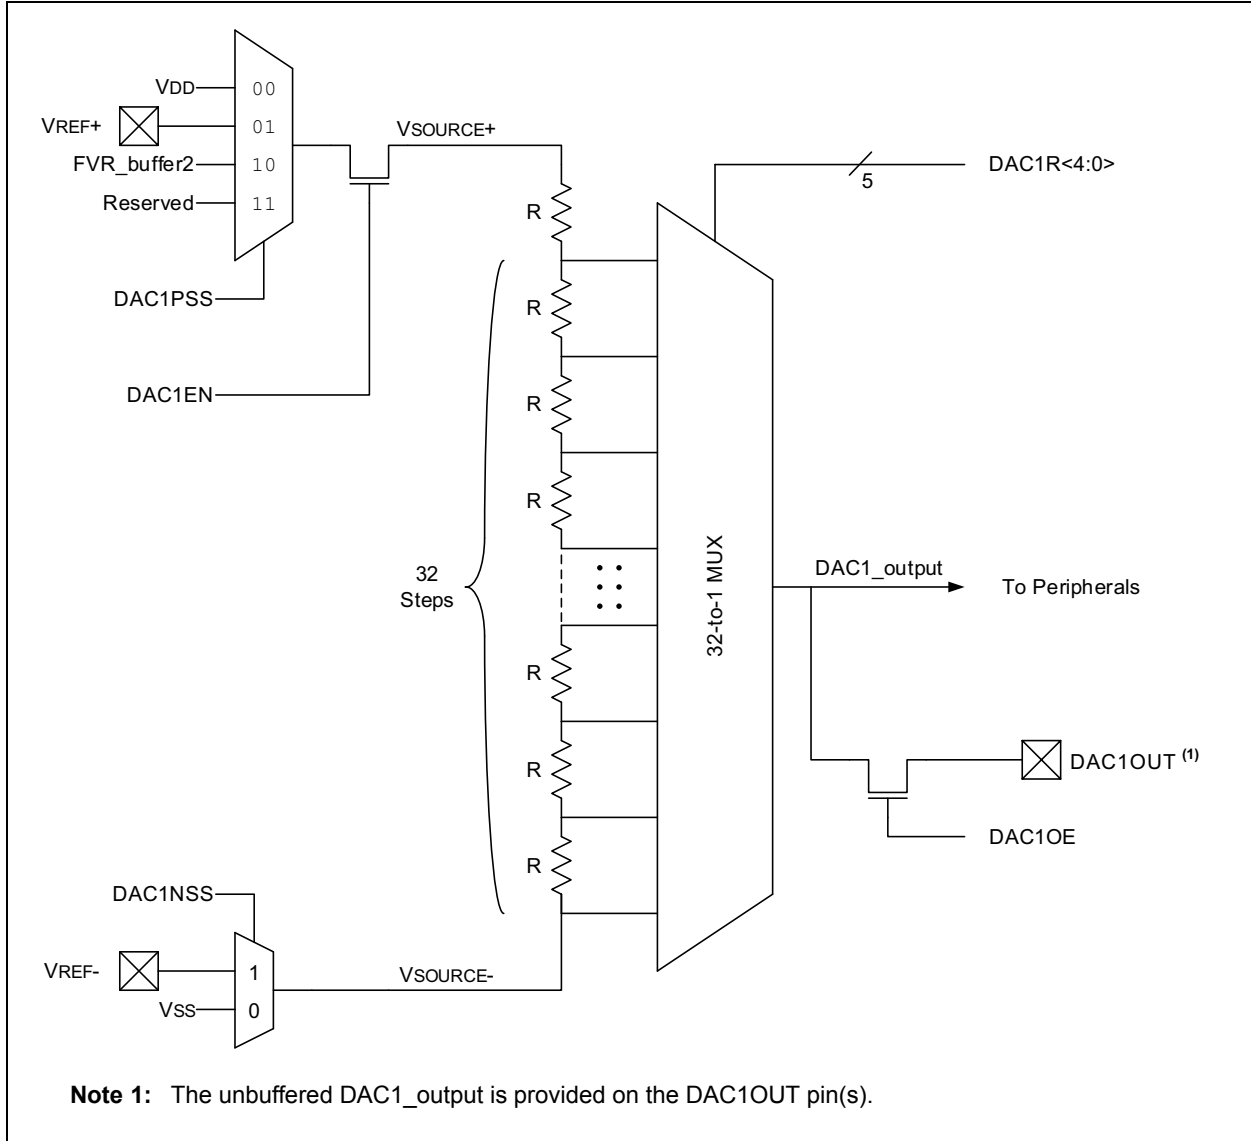 VDD
00
VREF+
01
FVR_buffer2
10
Reserved
11
DAC1PSS
DAC1EN
VSOURCE+
R
R
R
R
32
Steps
R
R
R
DAC1R<4:0>
5
32-to-1 MUX
DAC1_output
To Peripherals
DAC1OUT (1)
DAC1OE
DAC1NSS
VREF-
1
VSS
0
VSOURCE-
Note 1: The unbuffered DAC1_output is provided on the DAC1OUT pin(s).